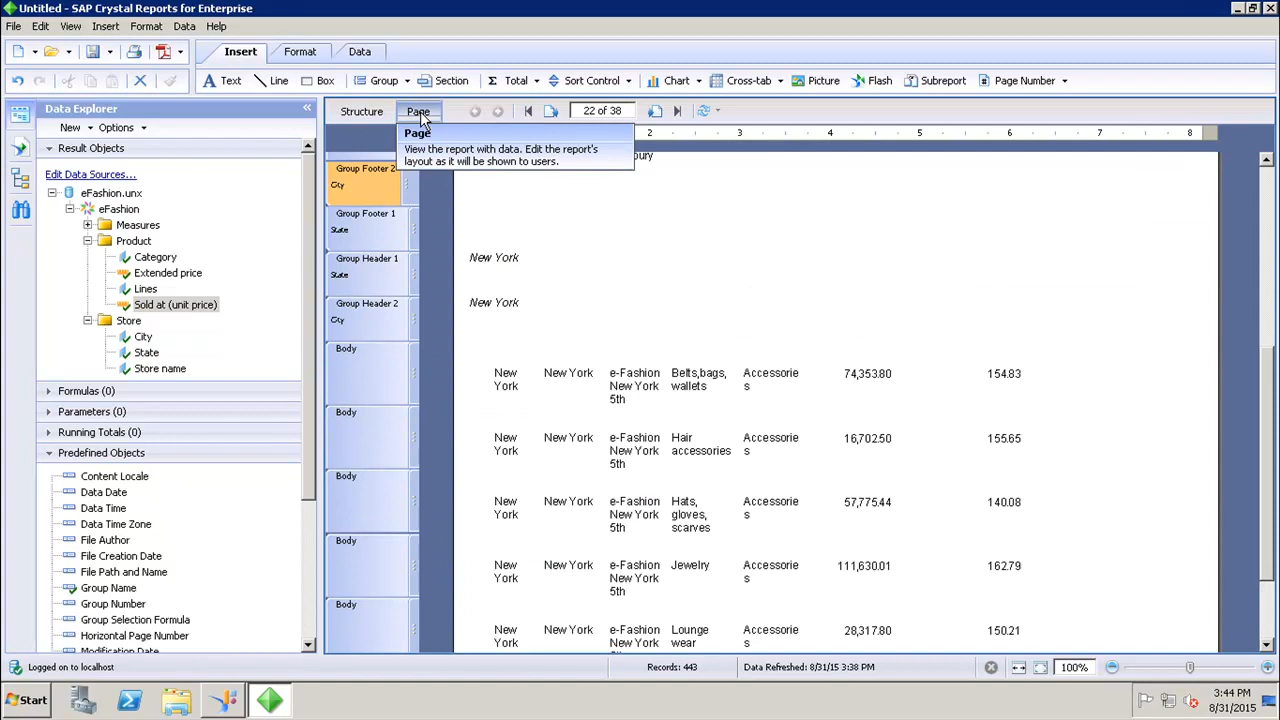 Untitled - SAP Crystal Reports for Enterprise
File Edit View Insert Format Data Help
Insert Format Data
Text Line Box Group Section Total Sort Control Chart Cross-tab Picture Flash Subreport Page Number
Data Explorer
Structure Page 22 of 38
New Options
Page
View the report with data. Edit the report's
layout as it will be shown to users.
2 3 4 5 6 7 8
Result Objects
Edit Data Sources...
eFashion.unx
eFashion
Measures
Product
Category
Extended price
Lines
Sold at (unit price)
Store
City
State
Store name
Formulas (0)
Parameters (0)
Running Totals (0)
Predefined Objects
Content Locale
Data Date
Data Time
Data Time Zone
File Author
File Creation Date
File Path and Name
Group Name
Group Number
Group Selection Formula
Horizontal Page Number
Modification Date
Group Footer 2
City
Group Footer 1
State
Group Header 1
State
New York
Group Header 2
City
New York
Body
New York New York e-Fashion New York 5th Belts,bags, wallets Accessories 74,353.80 154.83
Body
New York New York e-Fashion New York 5th Hair accessories Accessories 16,702.50 155.65
Body
New York New York e-Fashion New York 5th Hats, gloves, scarves Accessories 57,775.44 140.08
Body
New York New York e-Fashion New York 5th Jewelry Accessories 111,630.01 162.79
Body
New York New York e-Fashion New York Lounge wear Accessories 28,317.80 150.21
Logged on to localhost
Records: 443
Data Refreshed: 8/31/15 3:38 PM
100%
Start
3:44 PM
8/31/2015